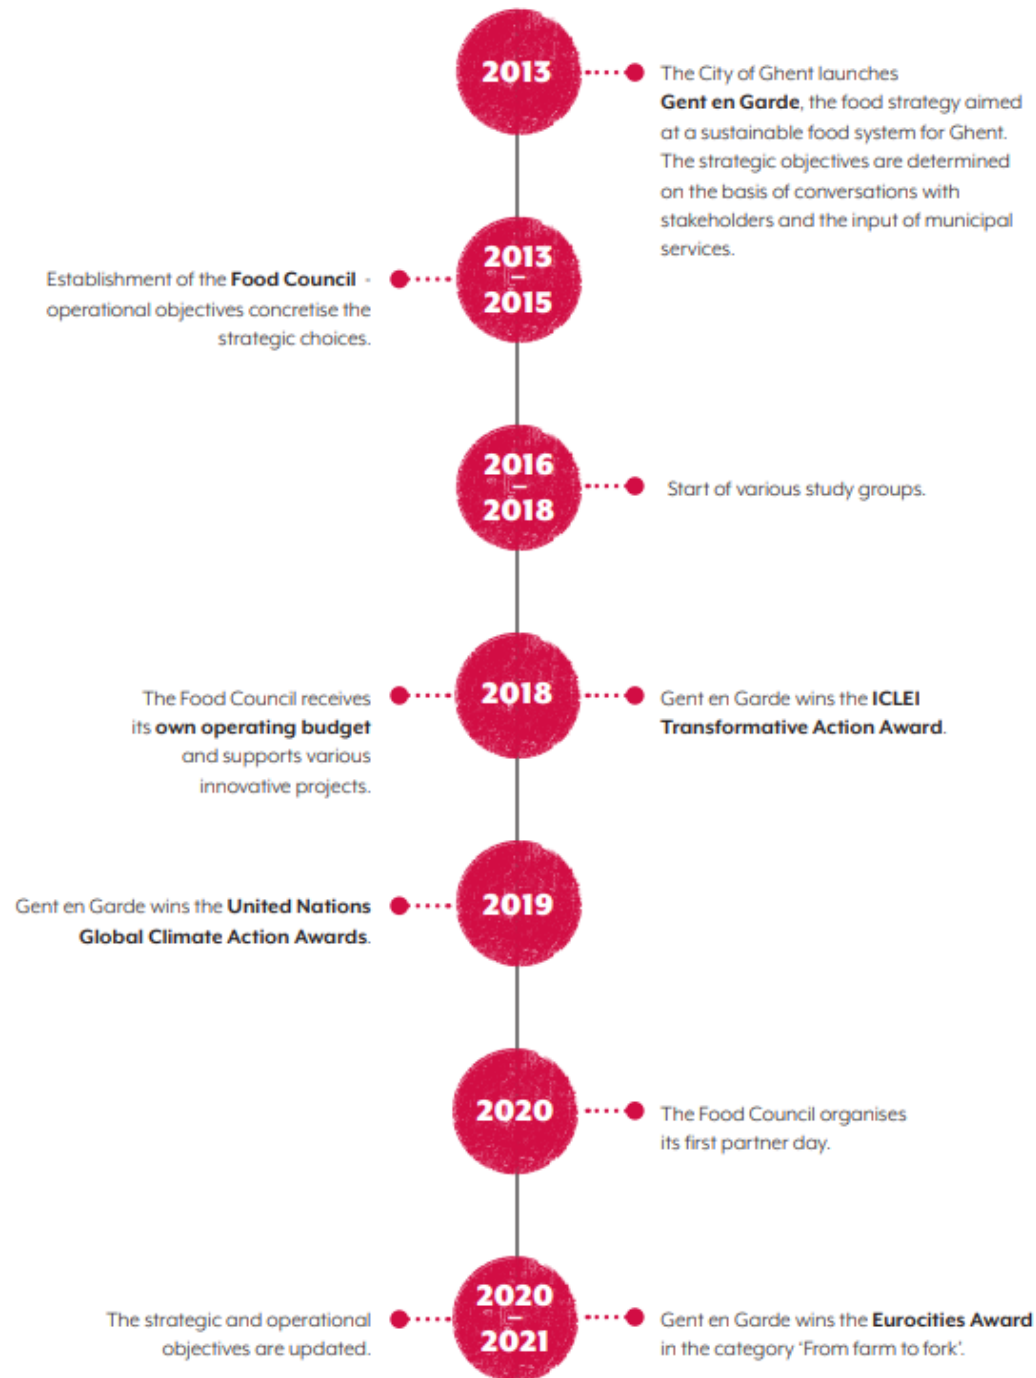 2013
The City of Ghent launches
Gent en Garde, the food strategy aimed
at a sustainable food system for Ghent.
The strategic objectives are determined
on the basis of conversations with
stakeholders and the input of municipal
services.
2013
–
2015
Establishment of the Food Council -
operational objectives concretise the
strategic choices.
2016
–
2018
Start of various study groups.
2018
The Food Council receives
its own operating budget
and supports various
innovative projects.
Gent en Garde wins the ICLEI
Transformative Action Award.
2019
Gent en Garde wins the United Nations
Global Climate Action Awards.
2020
The Food Council organises
its first partner day.
2020
–
2021
The strategic and operational
objectives are updated.
Gent en Garde wins the Eurocities Award
in the category ‘From farm to fork’.